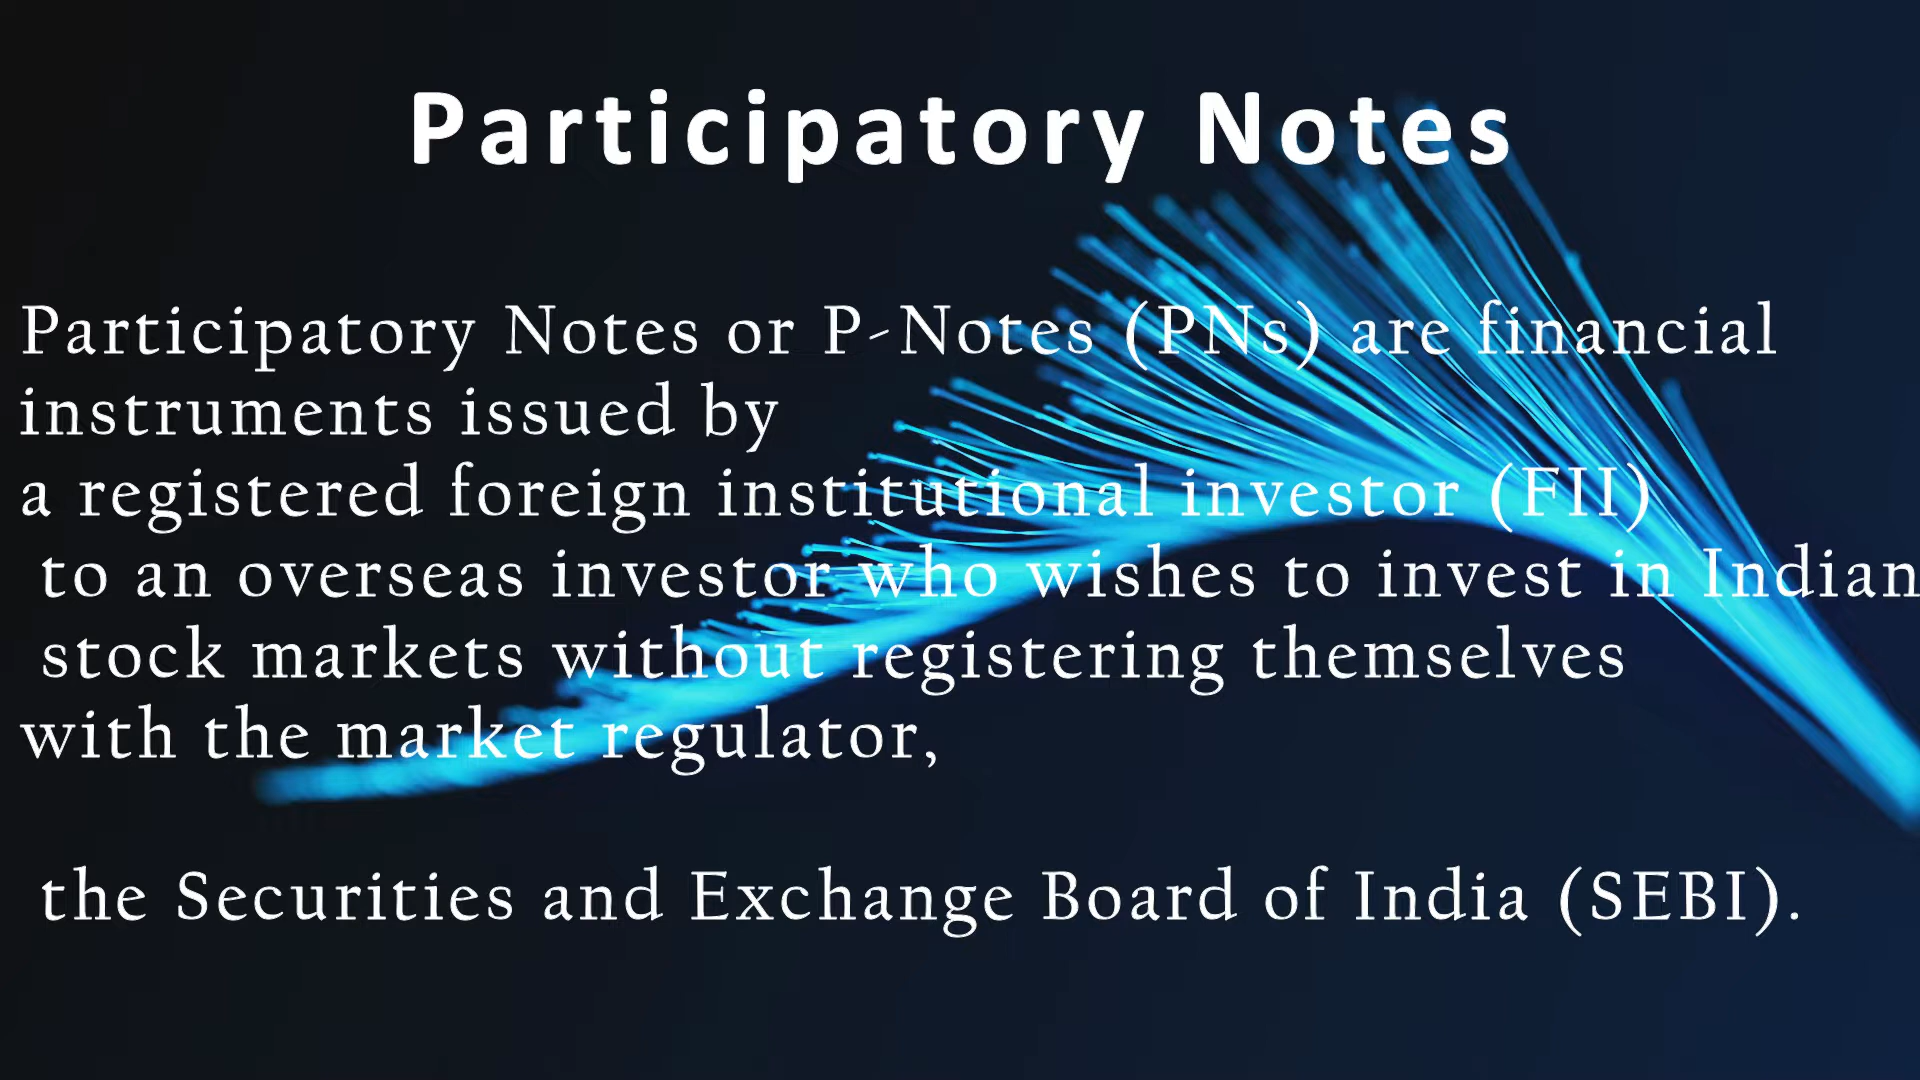 Participatory Notes
Participatory Notes or P-Notes (PNs) are financial
instruments issued by
a registered foreign institutional investor (FII)
to an overseas investor who wishes to invest in Indian
stock markets without registering themselves
with the market regulator,
the Securities and Exchange Board of India (SEBI).